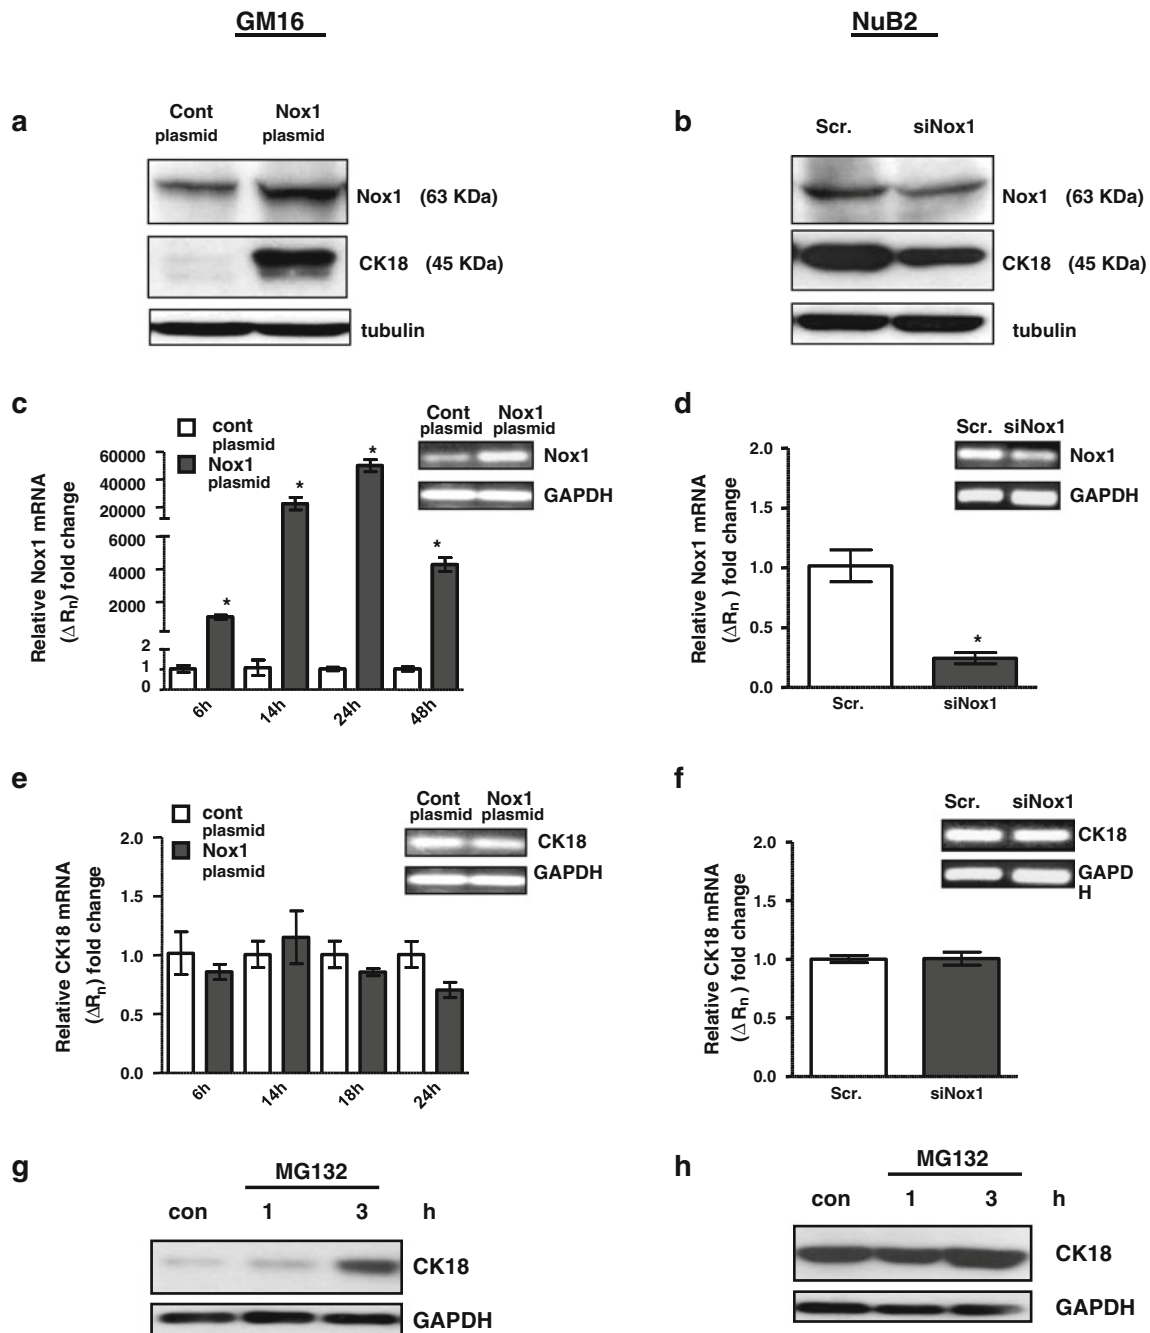 GM16
NuB2
a
Cont
plasmid
Nox1
plasmid
Nox1 (63 KDa)
CK18 (45 KDa)
tubulin
b
Scr.
siNox1
Nox1 (63 KDa)
CK18 (45 KDa)
tubulin
c
cont
plasmid
Nox1
plasmid
Cont
plasmid
Nox1
plasmid
Nox1
GAPDH
Relative Nox1 mRNA
(Δ Rn) fold change
60000
40000
20000
6000
4000
2000
2
1
0
*
*
*
*
6h
14h
24h
48h
d
Scr. siNox1
Nox1
GAPDH
Relative Nox1 mRNA
(Δ Rn ) fold change
2.0
1.5
1.0
0.5
0.0
*
Scr.
siNox1
e
cont
plasmid
Nox1
plasmid
Cont
plasmid
Nox1
plasmid
CK18
GAPDH
Relative CK18 mRNA
(ΔRn ) fold change
2.0
1.5
1.0
0.5
0.0
6h
14h
18h
24h
f
Scr.
siNox1
CK18
GAPD
H
Relative CK18 mRNA
(Δ Rn ) fold change
2.0
1.5
1.0
0.5
0.0
Scr.
siNox1
g
MG132
con 1 3 h
CK18
GAPDH
h
MG132
con 1 3 h
CK18
GAPDH